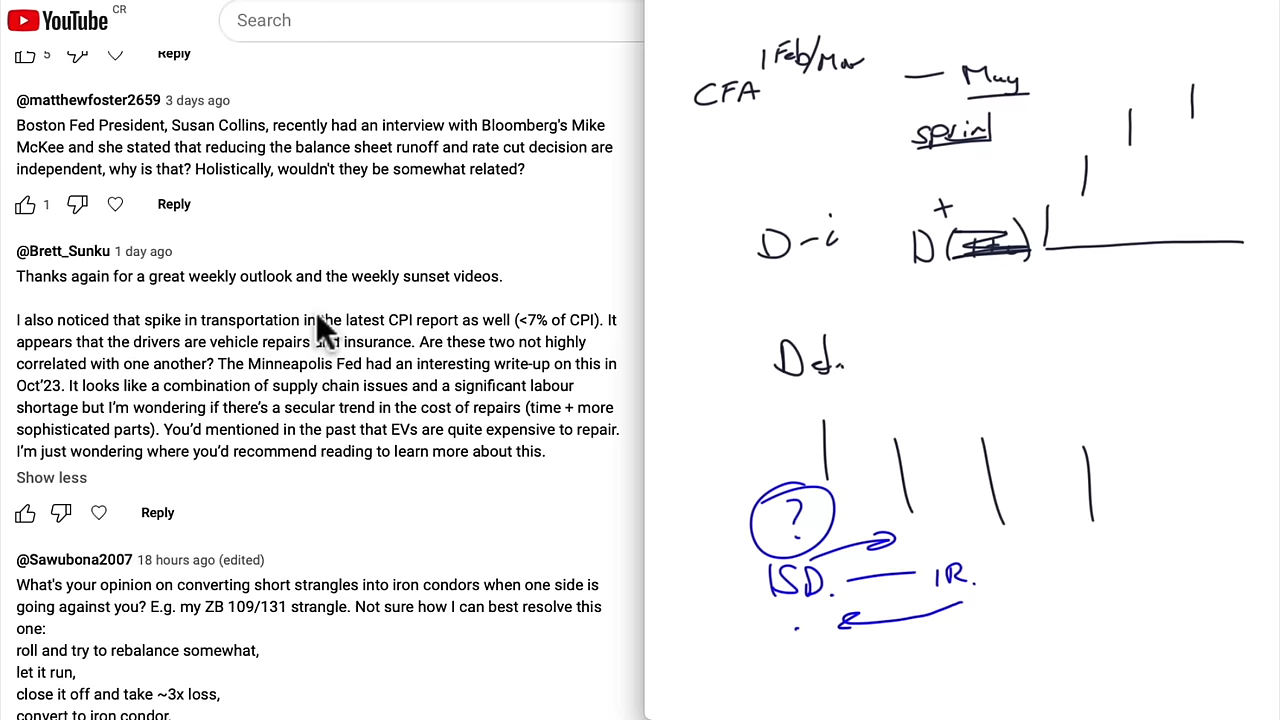 YouTube CR
Search
5 Reply
@matthewfoster2659 3 days ago
Boston Fed President, Susan Collins, recently had an interview with Bloomberg's Mike
McKee and she stated that reducing the balance sheet runoff and rate cut decision are
independent, why is that? Holistically, wouldn't they be somewhat related?
1 Reply
@Brett_Sunku 1 day ago
Thanks again for a great weekly outlook and the weekly sunset videos.
I also noticed that spike in transportation in the latest CPI report as well (<7% of CPI). It
appears that the drivers are vehicle repairs and insurance. Are these two not highly
correlated with one another? The Minneapolis Fed had an interesting write-up on this in
Oct'23. It looks like a combination of supply chain issues and a significant labour
shortage but I'm wondering if there's a secular trend in the cost of repairs (time + more
sophisticated parts). You'd mentioned in the past that EVs are quite expensive to repair.
I'm just wondering where you'd recommend reading to learn more about this.
Show less
Reply
@Sawubona2007 18 hours ago (edited)
What's your opinion on converting short strangles into iron condors when one side is
going against you? E.g. my ZB 109/131 strangle. Not sure how I can best resolve this
one:
roll and try to rebalance somewhat,
let it run,
close it off and take ~3x loss,
convert to iron condor.
CFA 1 Feb/Mar — May
D-i D +
?
— IR.